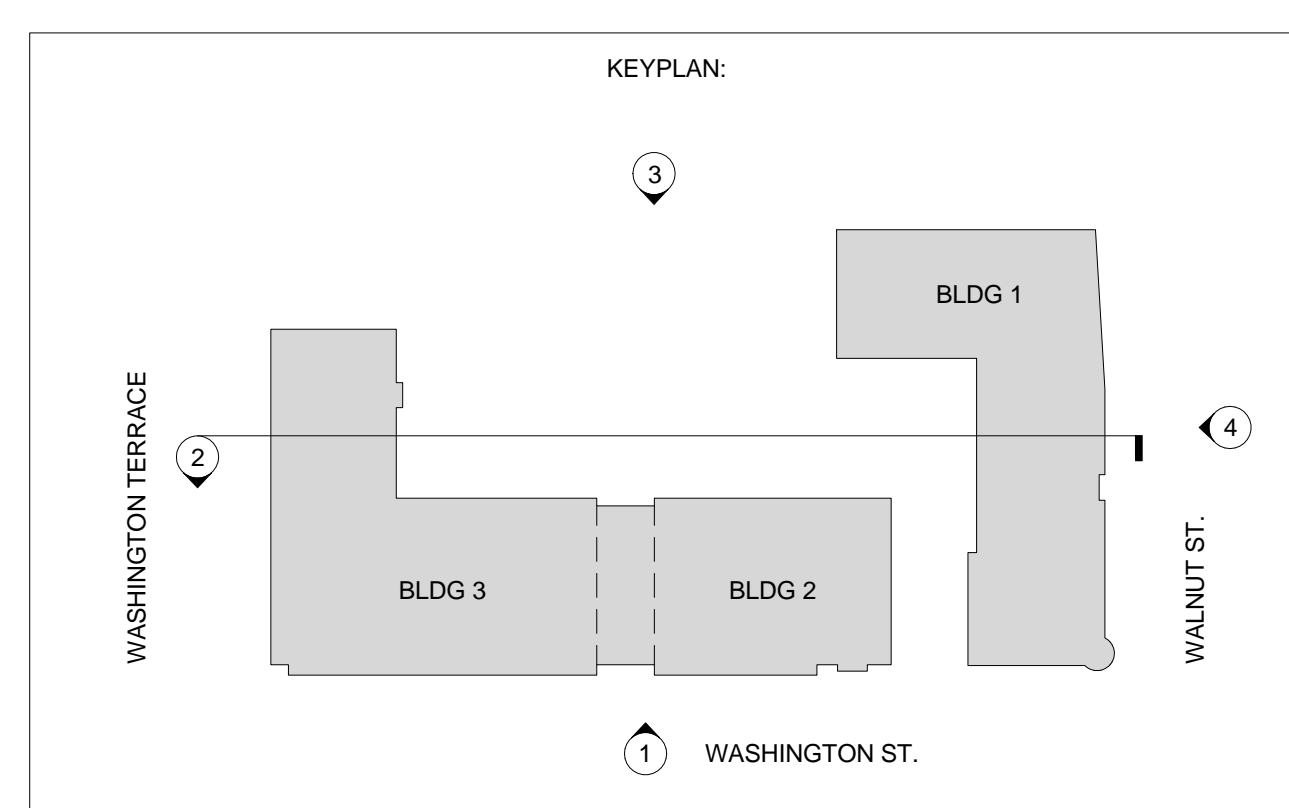 KEYPLAN:
3
BLDG 1
WASHINGTON TERRACE
2
4
WALNUT ST.
BLDG 3
BLDG 2
1
WASHINGTON ST.